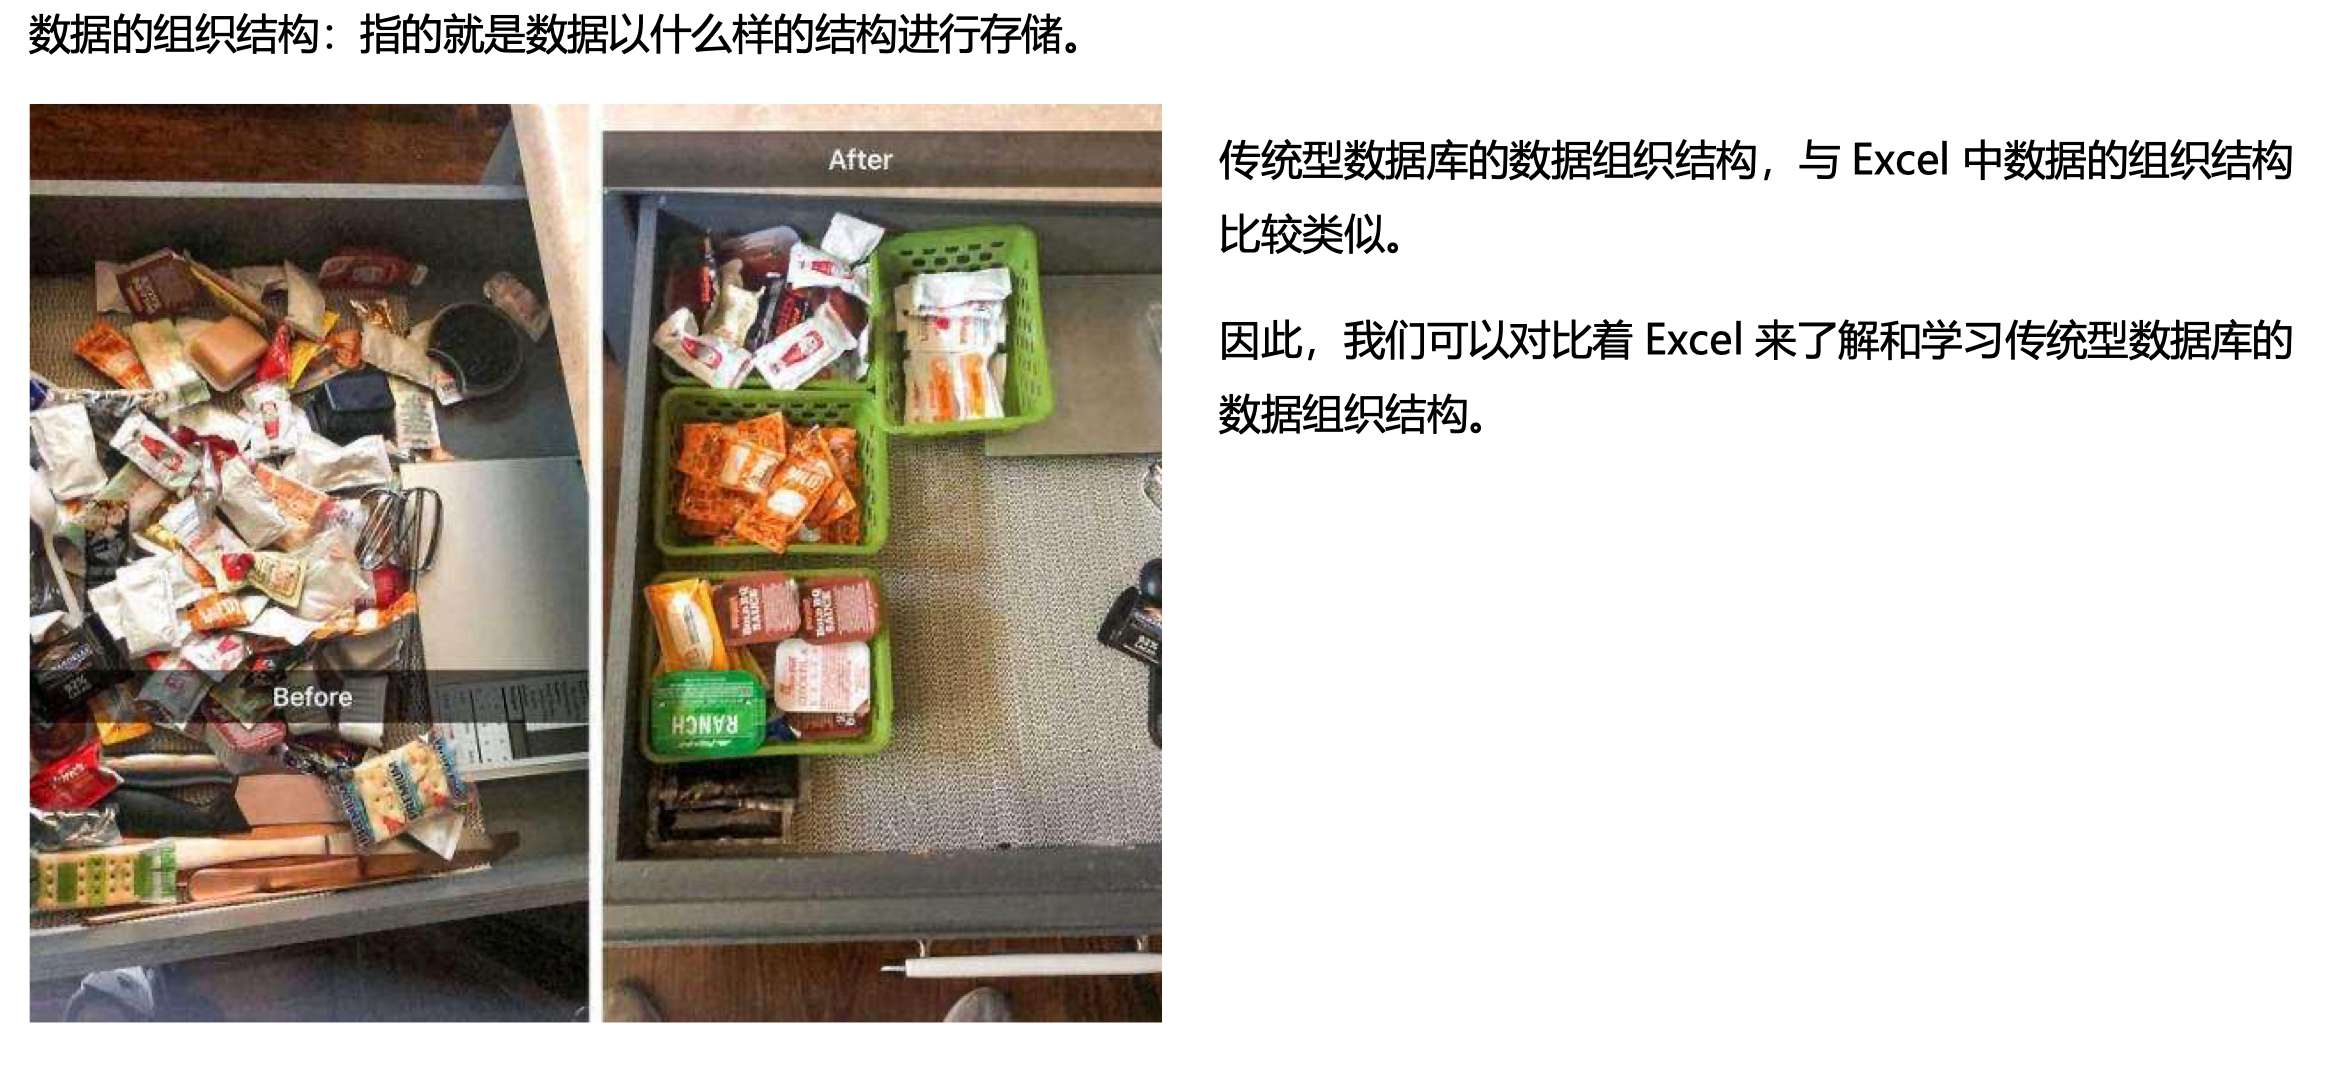 数据的组织结构：指的就是数据以什么样的结构进行存储。
After
传统型数据库的数据组织结构，与 Excel 中数据的组织结构
比较类似。
因此，我们可以对比着 Excel 来了解和学习传统型数据库的
数据组织结构。
Before
SAUCE
SAUCE
RANCH
PREMIUM
92%